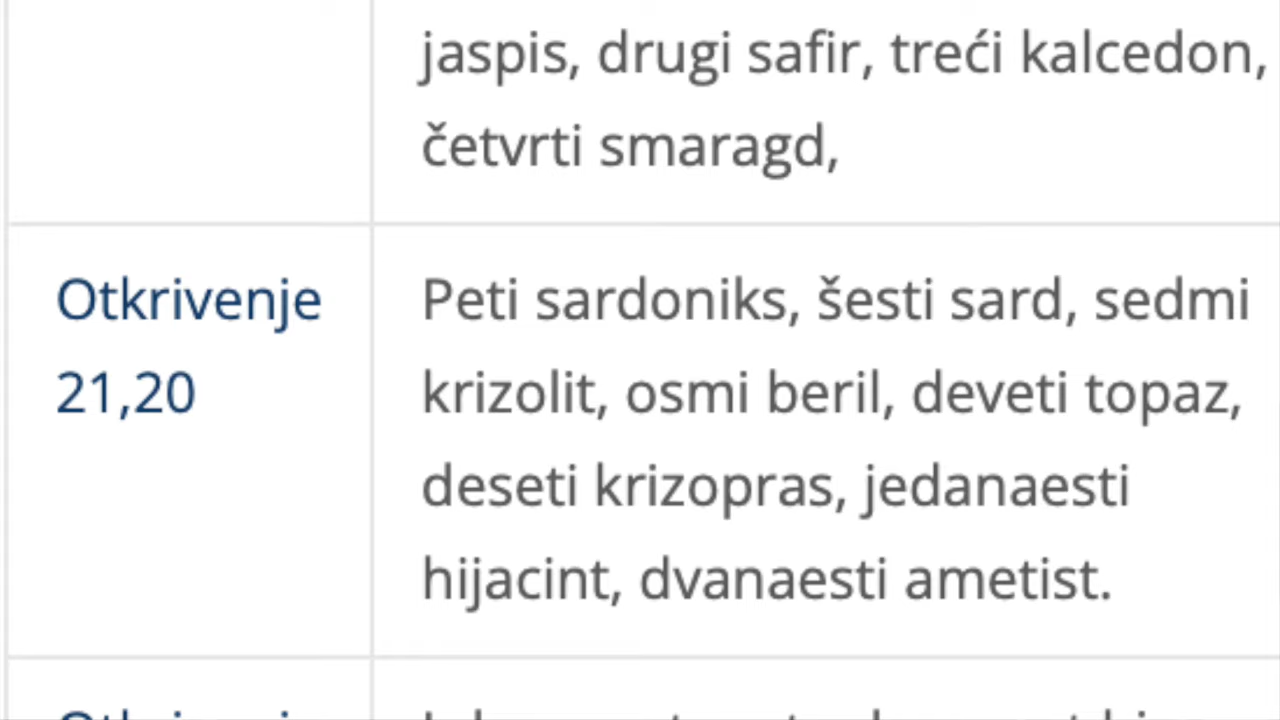 jaspis, drugi safir, treći kalcedon,
četvrti smaragd,
Otkrivenje
21,20
Peti sardoniks, šesti sard, sedmi
krizolit, osmi beril, deveti topaz,
deseti krizopras, jedanaesti
hijacint, dvanaesti ametist.